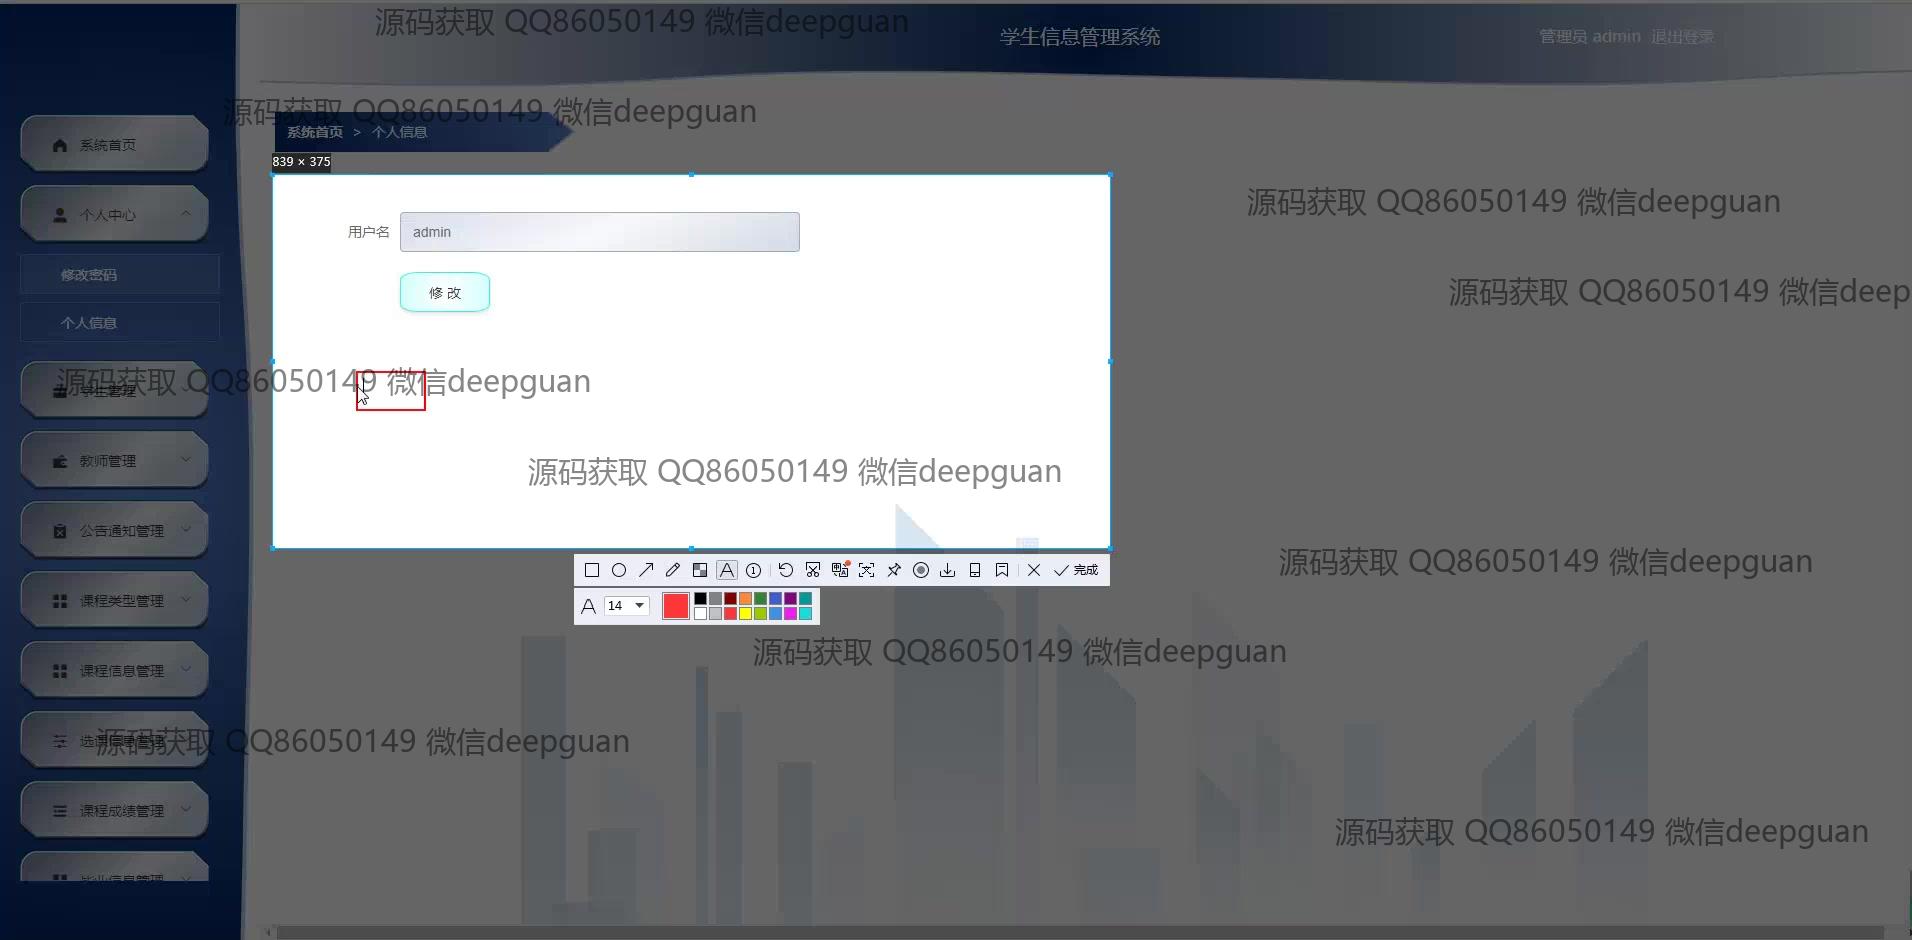 源码获取 QQ86050149 微信deepguan
学生信息管理系统
管理员 admin 退出登录
源码获取 QQ86050149 微信deepguan
系统首页 > 个人信息
系统首页
839 × 375
源码获取 QQ86050149 微信deepguan
个人中心
用户名 admin
修改密码
修 改
源码获取 QQ86050149 微信deep
个人信息
源码获取 QQ86050149 微信deepguan
学生管理
教师管理
源码获取 QQ86050149 微信deepguan
公告通知管理
源码获取 QQ86050149 微信deepguan
A 1 完成
A 14
课程类型管理
源码获取 QQ86050149 微信deepguan
课程信息管理
源码获取 QQ86050149 微信deepguan
课程成绩管理
源码获取 QQ86050149 微信deepguan
毕业信息管理